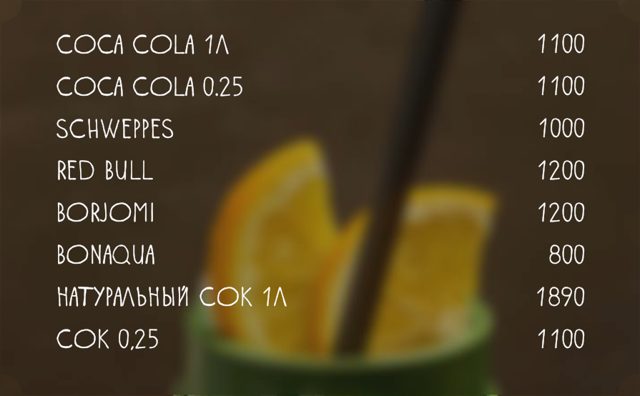 COCA COLA 1Л 1100
COCA COLA 0.25 1100
SCHWEPPES 1000
RED BULL 1200
BORJOMI 1200
BONAQUA 800
НАТУРАЛЬНЫЙ СОК 1Л 1890
СОК 0,25 1100